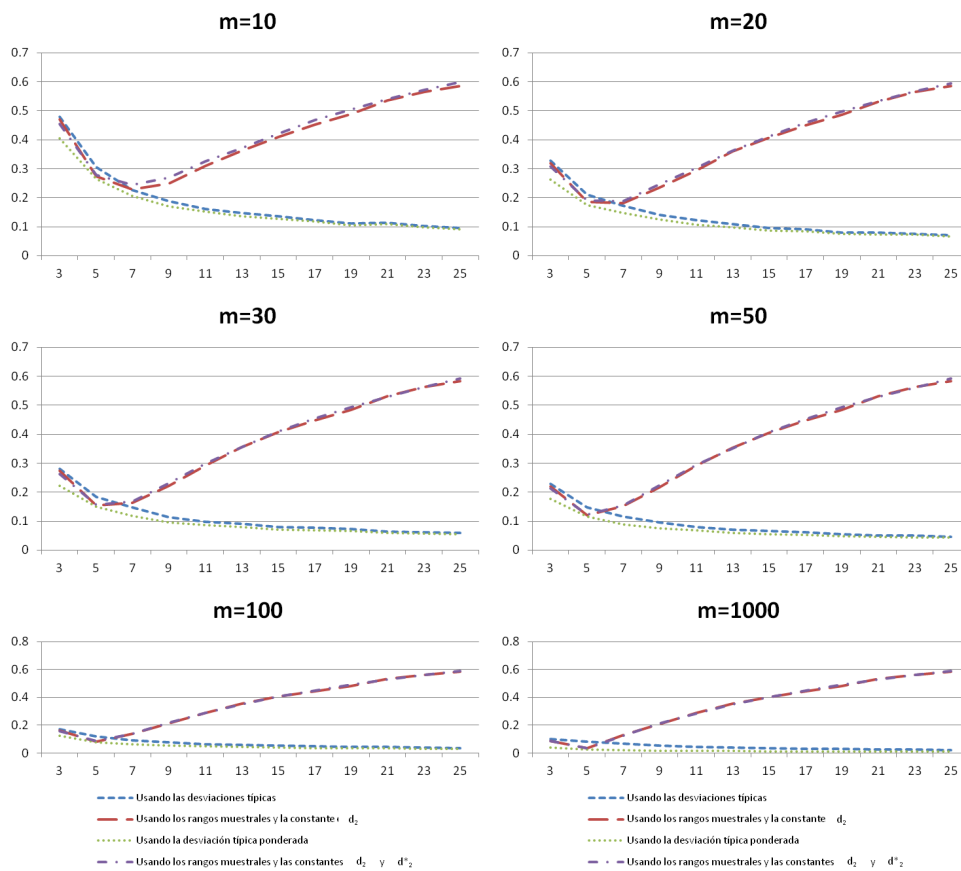 m=10
0.7
0.6
0.5
0.4
0.3
0.2
0.1
0
3 5 7 9 11 13 15 17 19 21 23 25
m=20
0.7
0.6
0.5
0.4
0.3
0.2
0.1
0
3 5 7 9 11 13 15 17 19 21 23 25
m=30
0.7
0.6
0.5
0.4
0.3
0.2
0.1
0
3 5 7 9 11 13 15 17 19 21 23 25
m=50
0.7
0.6
0.5
0.4
0.3
0.2
0.1
0
3 5 7 9 11 13 15 17 19 21 23 25
m=100
0.8
0.6
0.4
0.2
0
3 5 7 9 11 13 15 17 19 21 23 25
m=1000
0.8
0.6
0.4
0.2
0
3 5 7 9 11 13 15 17 19 21 23 25
Usando las desviaciones típicas
Usando los rangos muestrales y la constante d₂
Usando la desviación típica ponderada
Usando los rangos muestrales y las constantes d₂ y d*₂
Usando las desviaciones típicas
Usando los rangos muestrales y la constante d₂
Usando la desviación típica ponderada
Usando los rangos muestrales y las constantes d₂ y d*₂